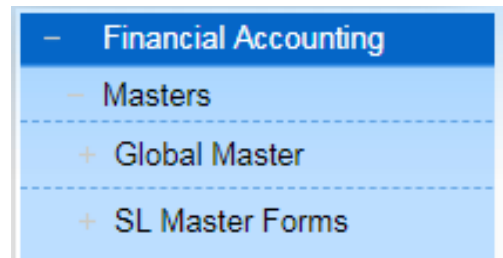 − Financial Accounting
− Masters
+ Global Master
+ SL Master Forms